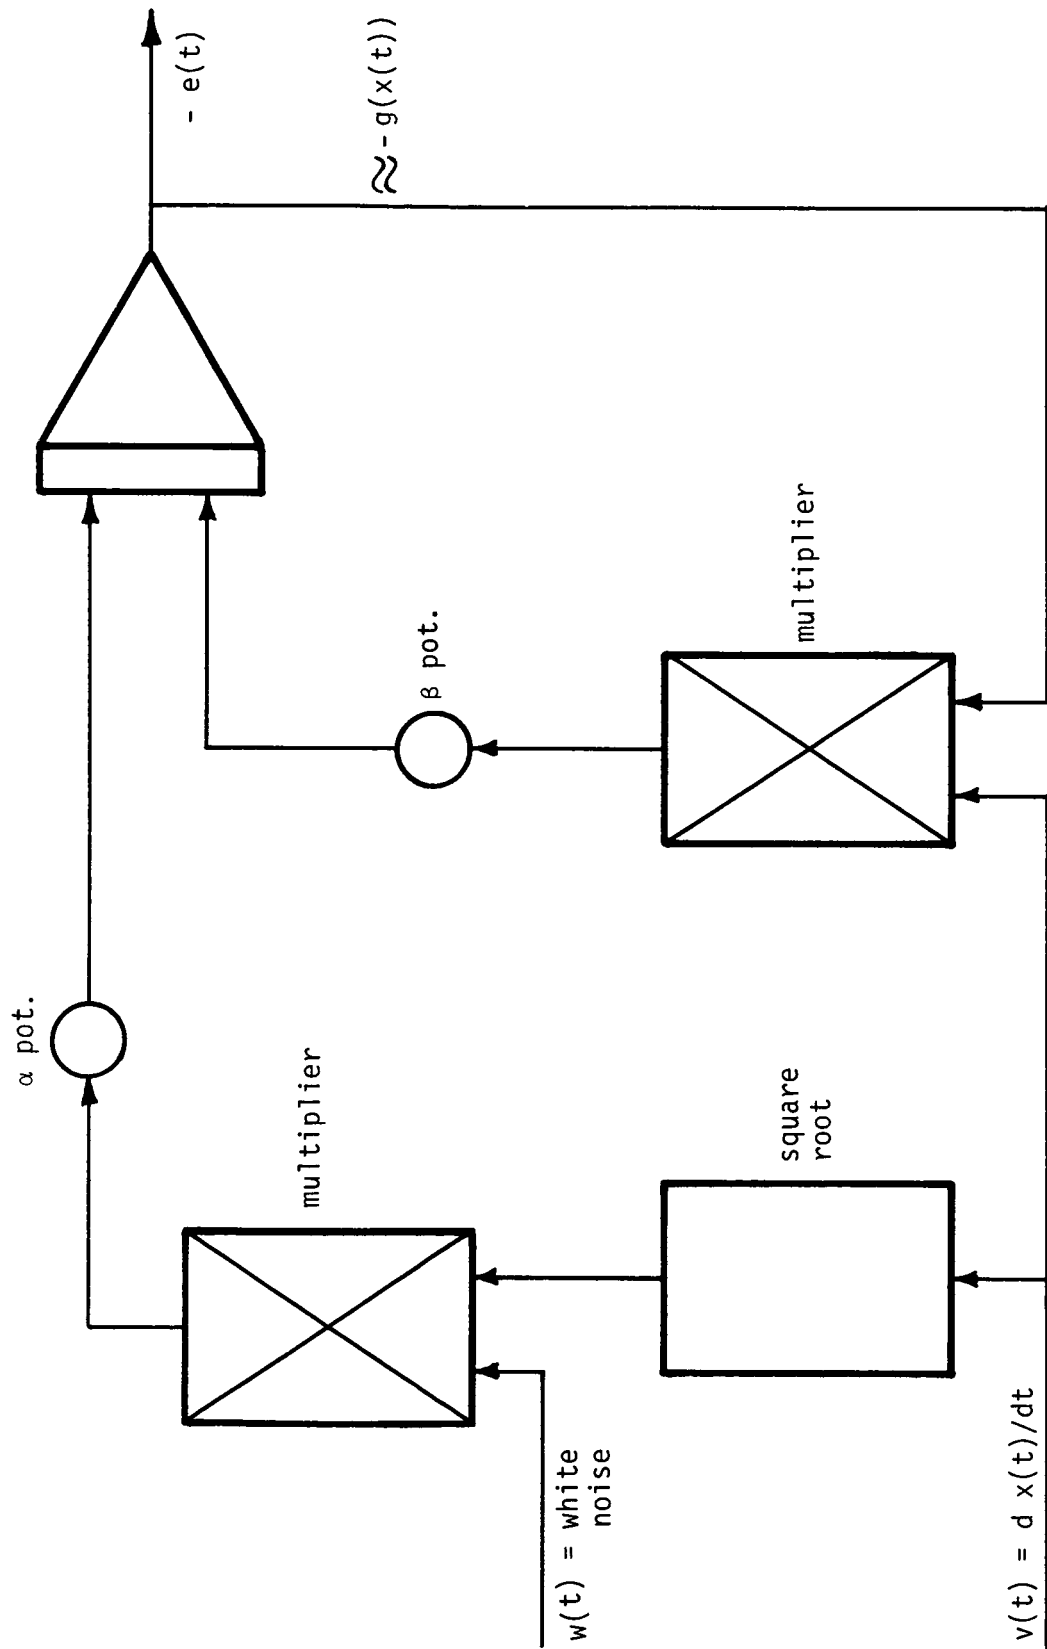 α pot.
multiplier
w(t) = white
noise
square
root
v(t) = d x(t)/dt
β pot.
multiplier
- e(t)
≈ - g(x(t))